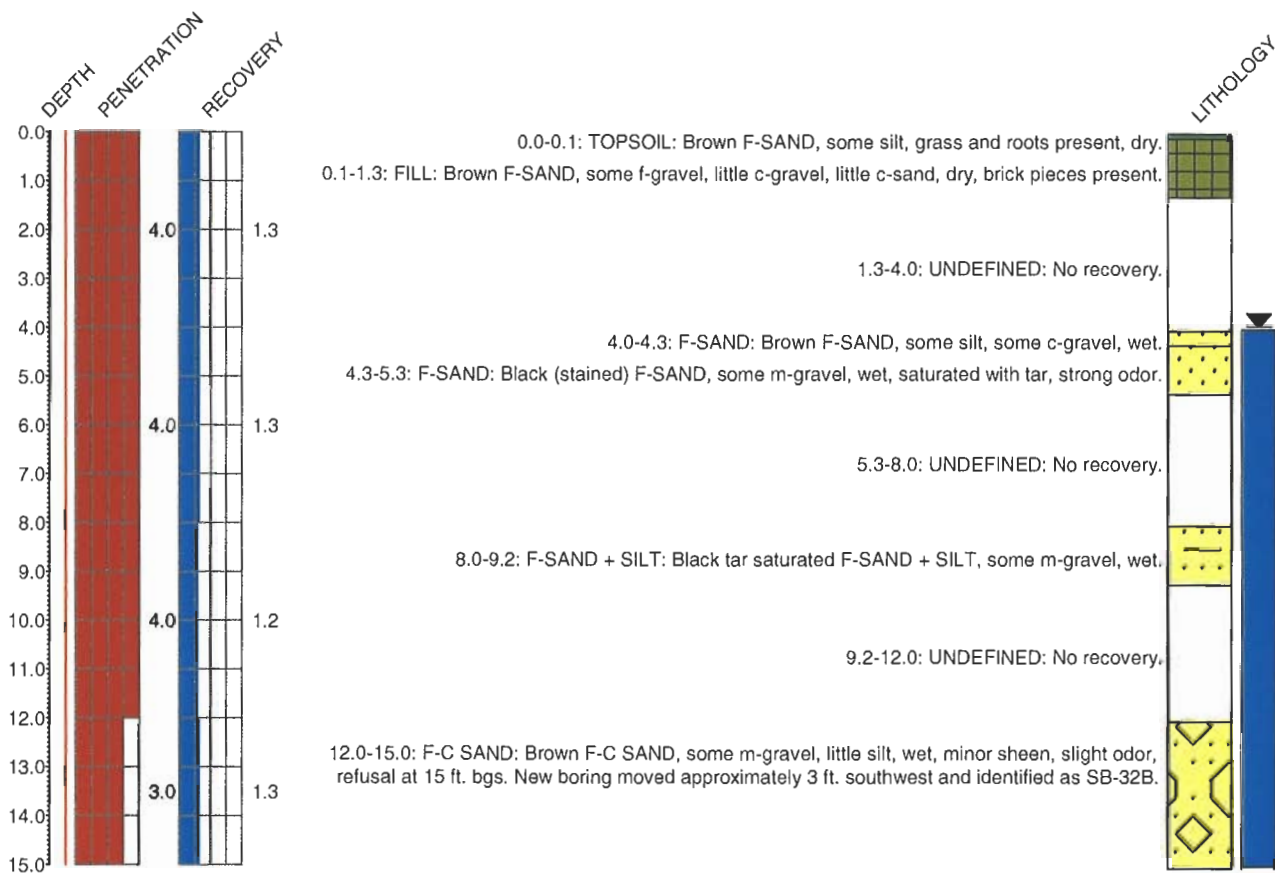 DEPTH PENETRATION RECOVERY LITHOLOGY
0.0
0.0-0.1: TOPSOIL: Brown F-SAND, some silt, grass and roots present, dry.
1.0
0.1-1.3: FILL: Brown F-SAND, some f-gravel, little c-gravel, little c-sand, dry, brick pieces present.
2.0 4.0 1.3
3.0
1.3-4.0: UNDEFINED: No recovery.
4.0
4.0-4.3: F-SAND: Brown F-SAND, some silt, some c-gravel, wet.
5.0
4.3-5.3: F-SAND: Black (stained) F-SAND, some m-gravel, wet, saturated with tar, strong odor.
6.0 4.0 1.3
7.0
5.3-8.0: UNDEFINED: No recovery.
8.0
8.0-9.2: F-SAND + SILT: Black tar saturated F-SAND + SILT, some m-gravel, wet.
9.0
10.0 4.0 1.2
11.0
9.2-12.0: UNDEFINED: No recovery.
12.0
12.0-15.0: F-C SAND: Brown F-C SAND, some m-gravel, little silt, wet, minor sheen, slight odor,
13.0
refusal at 15 ft. bgs. New boring moved approximately 3 ft. southwest and identified as SB-32B.
3.0 1.3
14.0
15.0